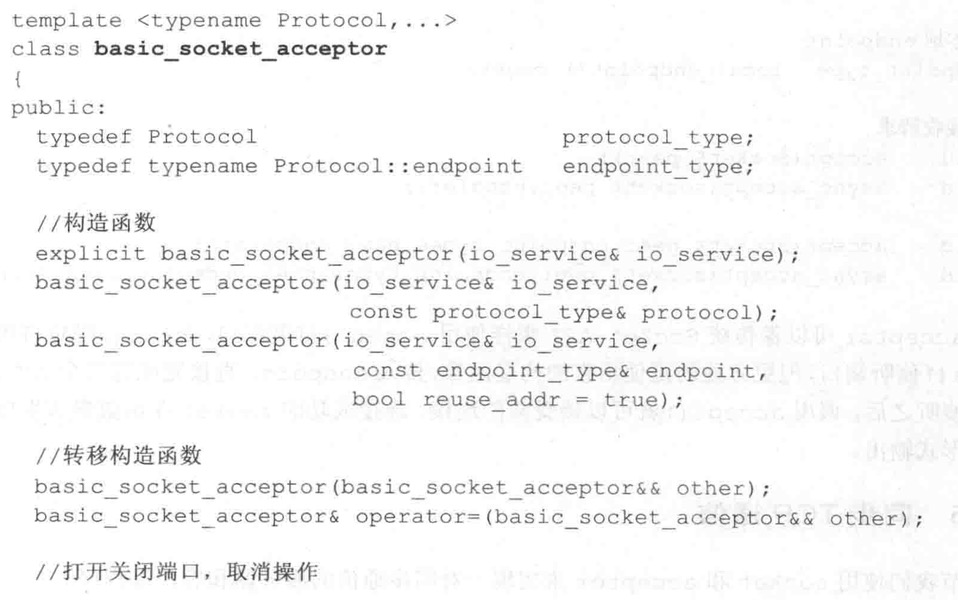 template <typename Protocol,...>
class basic_socket_acceptor
{
public:
  typedef Protocol                      protocol_type;
  typedef typename Protocol::endpoint   endpoint_type;
  //构造函数
  explicit basic_socket_acceptor(io_service& io_service);
  basic_socket_acceptor(io_service& io_service,
                        const protocol_type& protocol);
  basic_socket_acceptor(io_service& io_service,
                        const endpoint_type& endpoint,
                        bool reuse_addr = true);
  //转移构造函数
  basic_socket_acceptor(basic_socket_acceptor&& other);
  basic_socket_acceptor& operator=(basic_socket_acceptor&& other);
  //打开关闭端口，取消操作